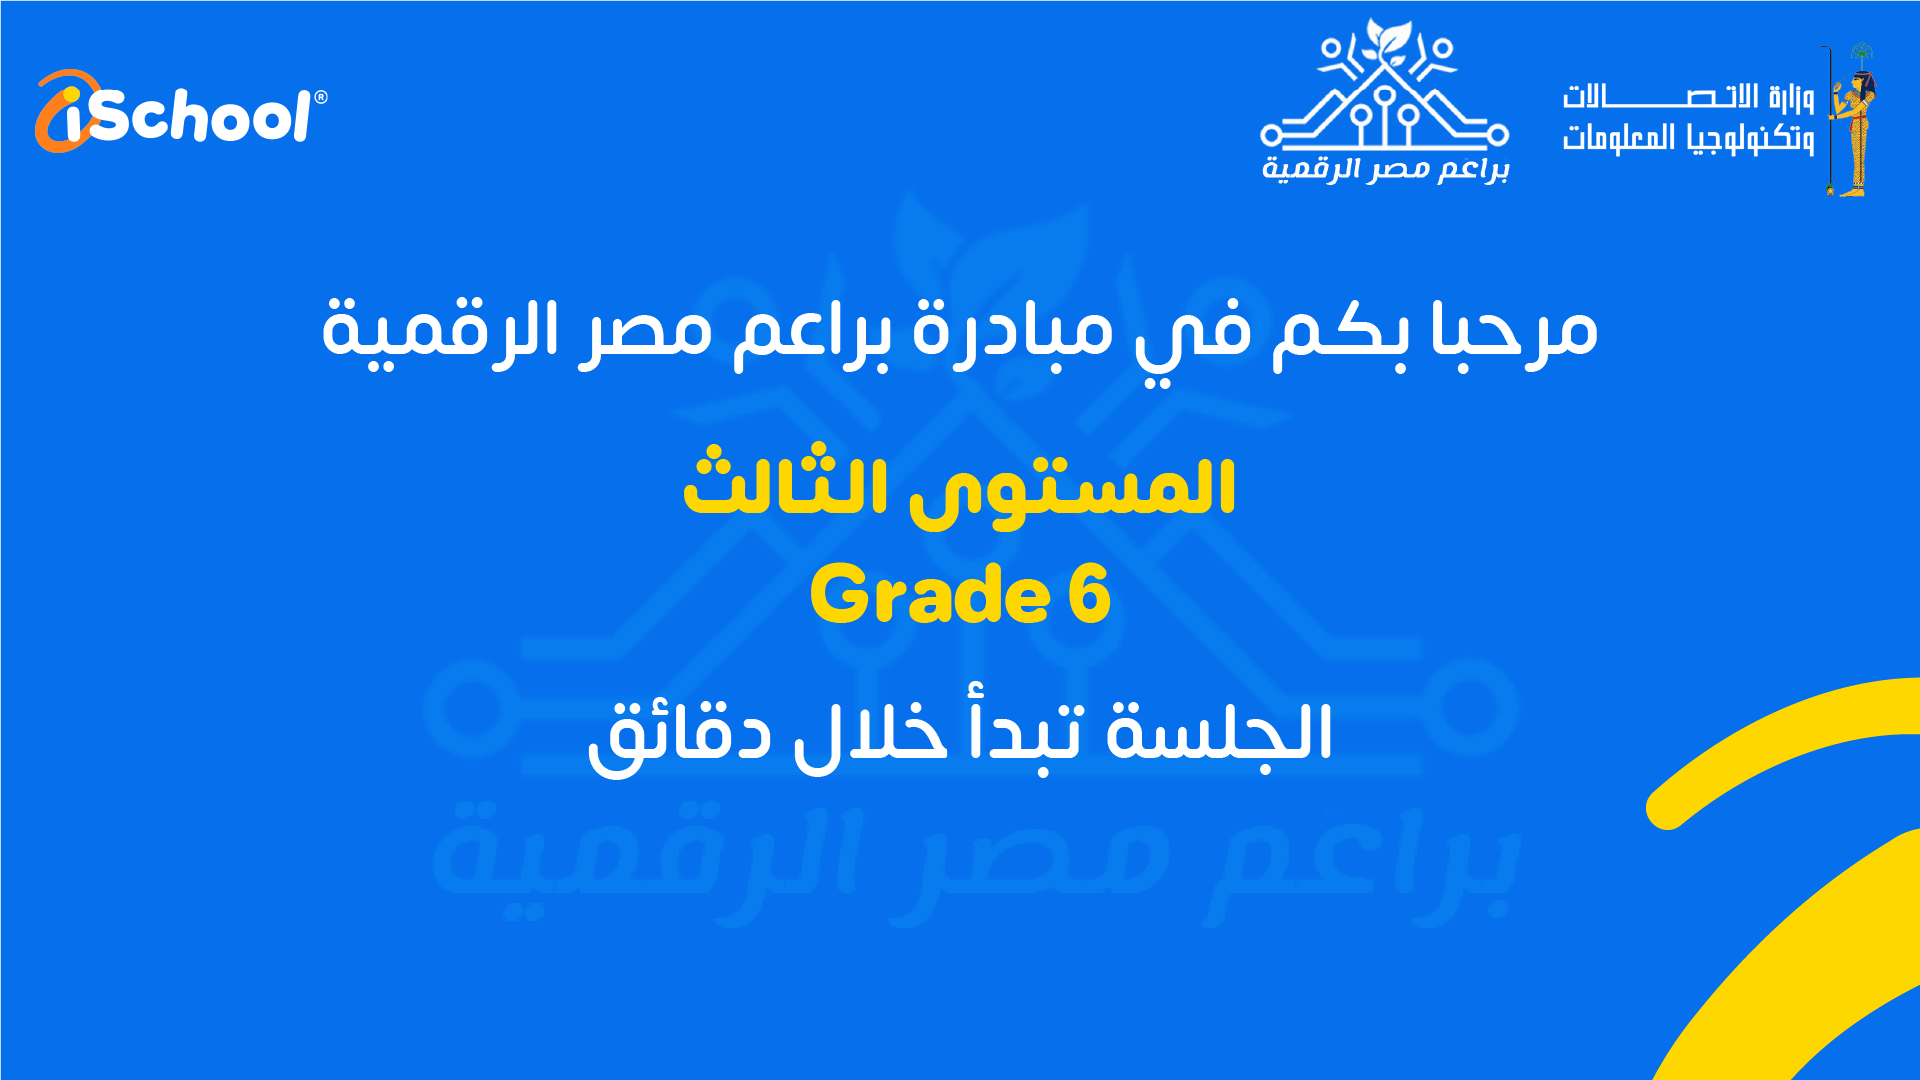 iSchool®
براعم مصر الرقمية
وزارة الاتصالات
وتكنولوجيا المعلومات
مرحبا بكم في مبادرة براعم مصر الرقمية
المستوى الثالث
Grade 6
الجلسة تبدأ خلال دقائق
براعم مصر الرقمية